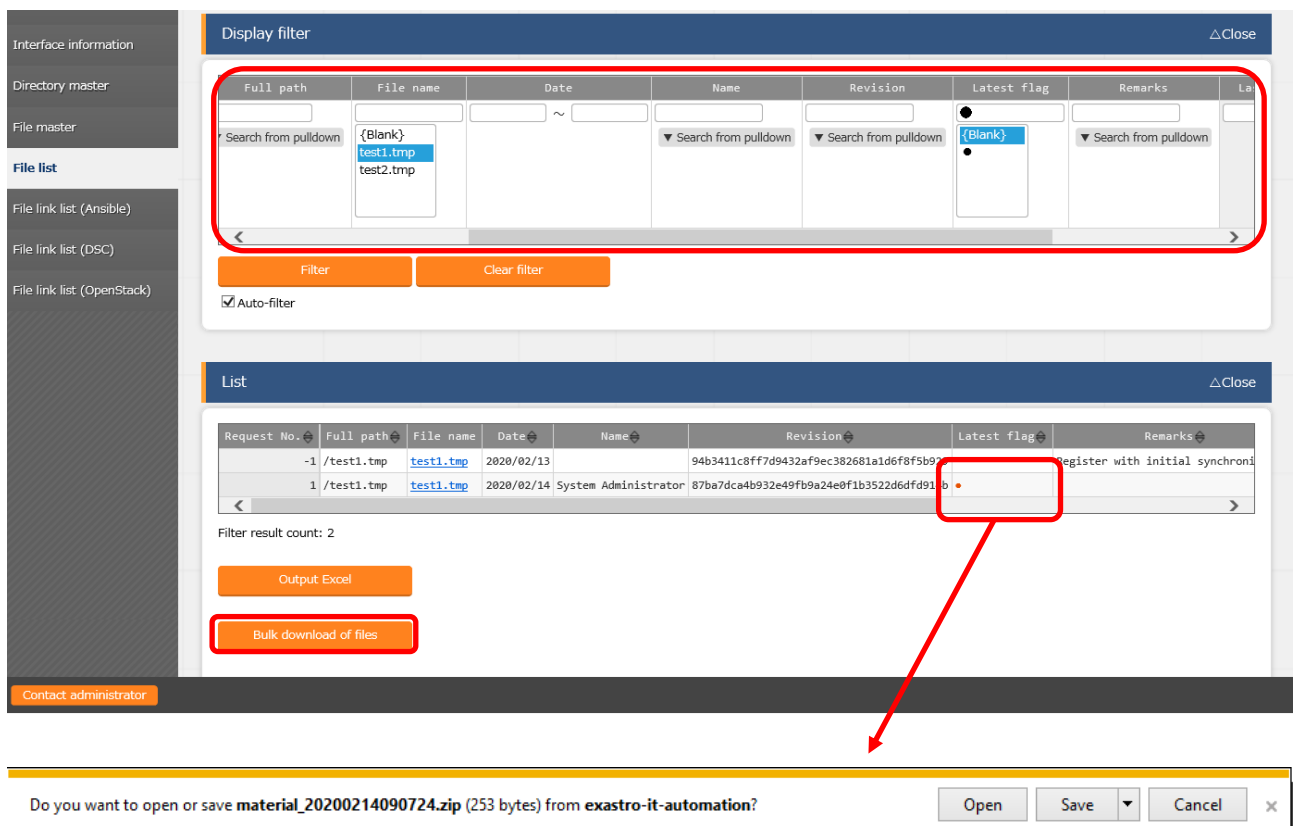 Interface information
Directory master
File master
File list
File link list (Ansible)
File link list (DSC)
File link list (OpenStack)
Contact administrator
Display filter
△Close
Full path File name Date Name Revision Latest flag Remarks
~ ●
▼ Search from pulldown {Blank} ▼ Search from pulldown ▼ Search from pulldown {Blank} ▼ Search from pulldown
test1.tmp ●
test2.tmp
Filter Clear filter
Auto-filter
List
△Close
Request No. Full path File name Date Name Revision Latest flag Remarks
-1 /test1.tmp test1.tmp 2020/02/13 Register with initial
1 /test1.tmp test1.tmp 2020/02/14 System Administrator ●
Filter result count: 2
Output Excel
Bulk download of files
Do you want to open or save material_20200214090724.zip (253 bytes) from exastro-it-automation?
Open Save ▼ Cancel ×